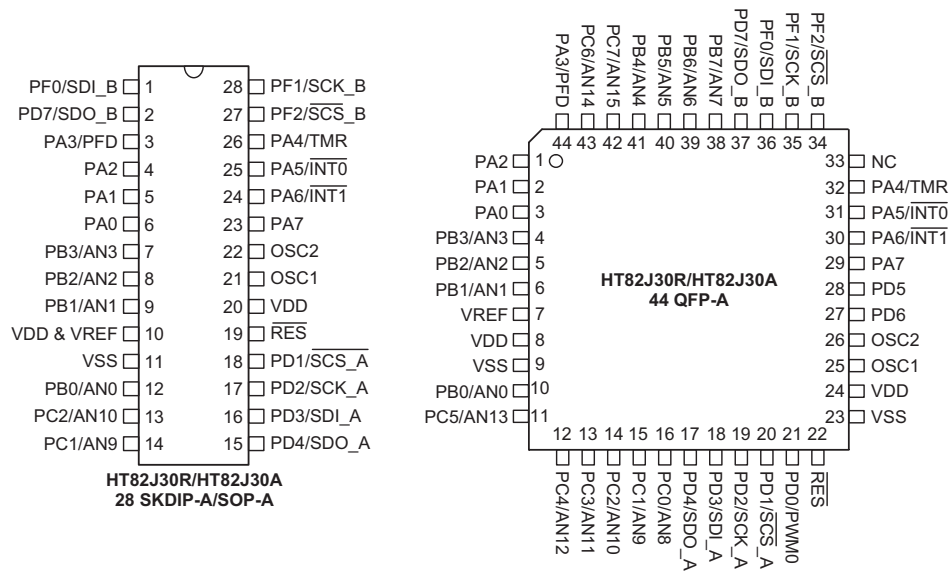 PF0/SDI_B 1 28 PF1/SCK_B
PD7/SDO_B 2 27 PF2/SCS_B
PA3/PFD 3 26 PA4/TMR
PA2 4 25 PA5/INT0
PA1 5 24 PA6/INT1
PA0 6 23 PA7
PB3/AN3 7 22 OSC2
PB2/AN2 8 21 OSC1
PB1/AN1 9 20 VDD
VDD & VREF 10 19 RES
VSS 11 18 PD1/SCS_A
PB0/AN0 12 17 PD2/SCK_A
PC2/AN10 13 16 PD3/SDI_A
PC1/AN9 14 15 PD4/SDO_A
HT82J30R/HT82J30A
28 SKDIP-A/SOP-A
PA3/PFD PC6/AN14 PC7/AN15 PB4/AN4 PB5/AN5 PB6/AN6 PB7/AN7 PD7/SDO_B PF0/SDI_B PF1/SCK_B PF2/SCS_B
44 43 42 41 40 39 38 37 36 35 34
PA2 1 33 NC
PA1 2 32 PA4/TMR
PA0 3 31 PA5/INT0
PB3/AN3 4 30 PA6/INT1
PB2/AN2 5 29 PA7
PB1/AN1 6 28 PD5
VREF 7 27 PD6
VDD 8 26 OSC2
VSS 9 25 OSC1
PB0/AN0 10 24 VDD
PC5/AN13 11 23 VSS
HT82J30R/HT82J30A
44 QFP-A
12 13 14 15 16 17 18 19 20 21 22
PC4/AN12 PC3/AN11 PC2/AN10 PC1/AN9 PC0/AN8 PD4/SDO_A PD3/SDI_A PD2/SCK_A PD1/SCS_A PD0/PWM0 RES